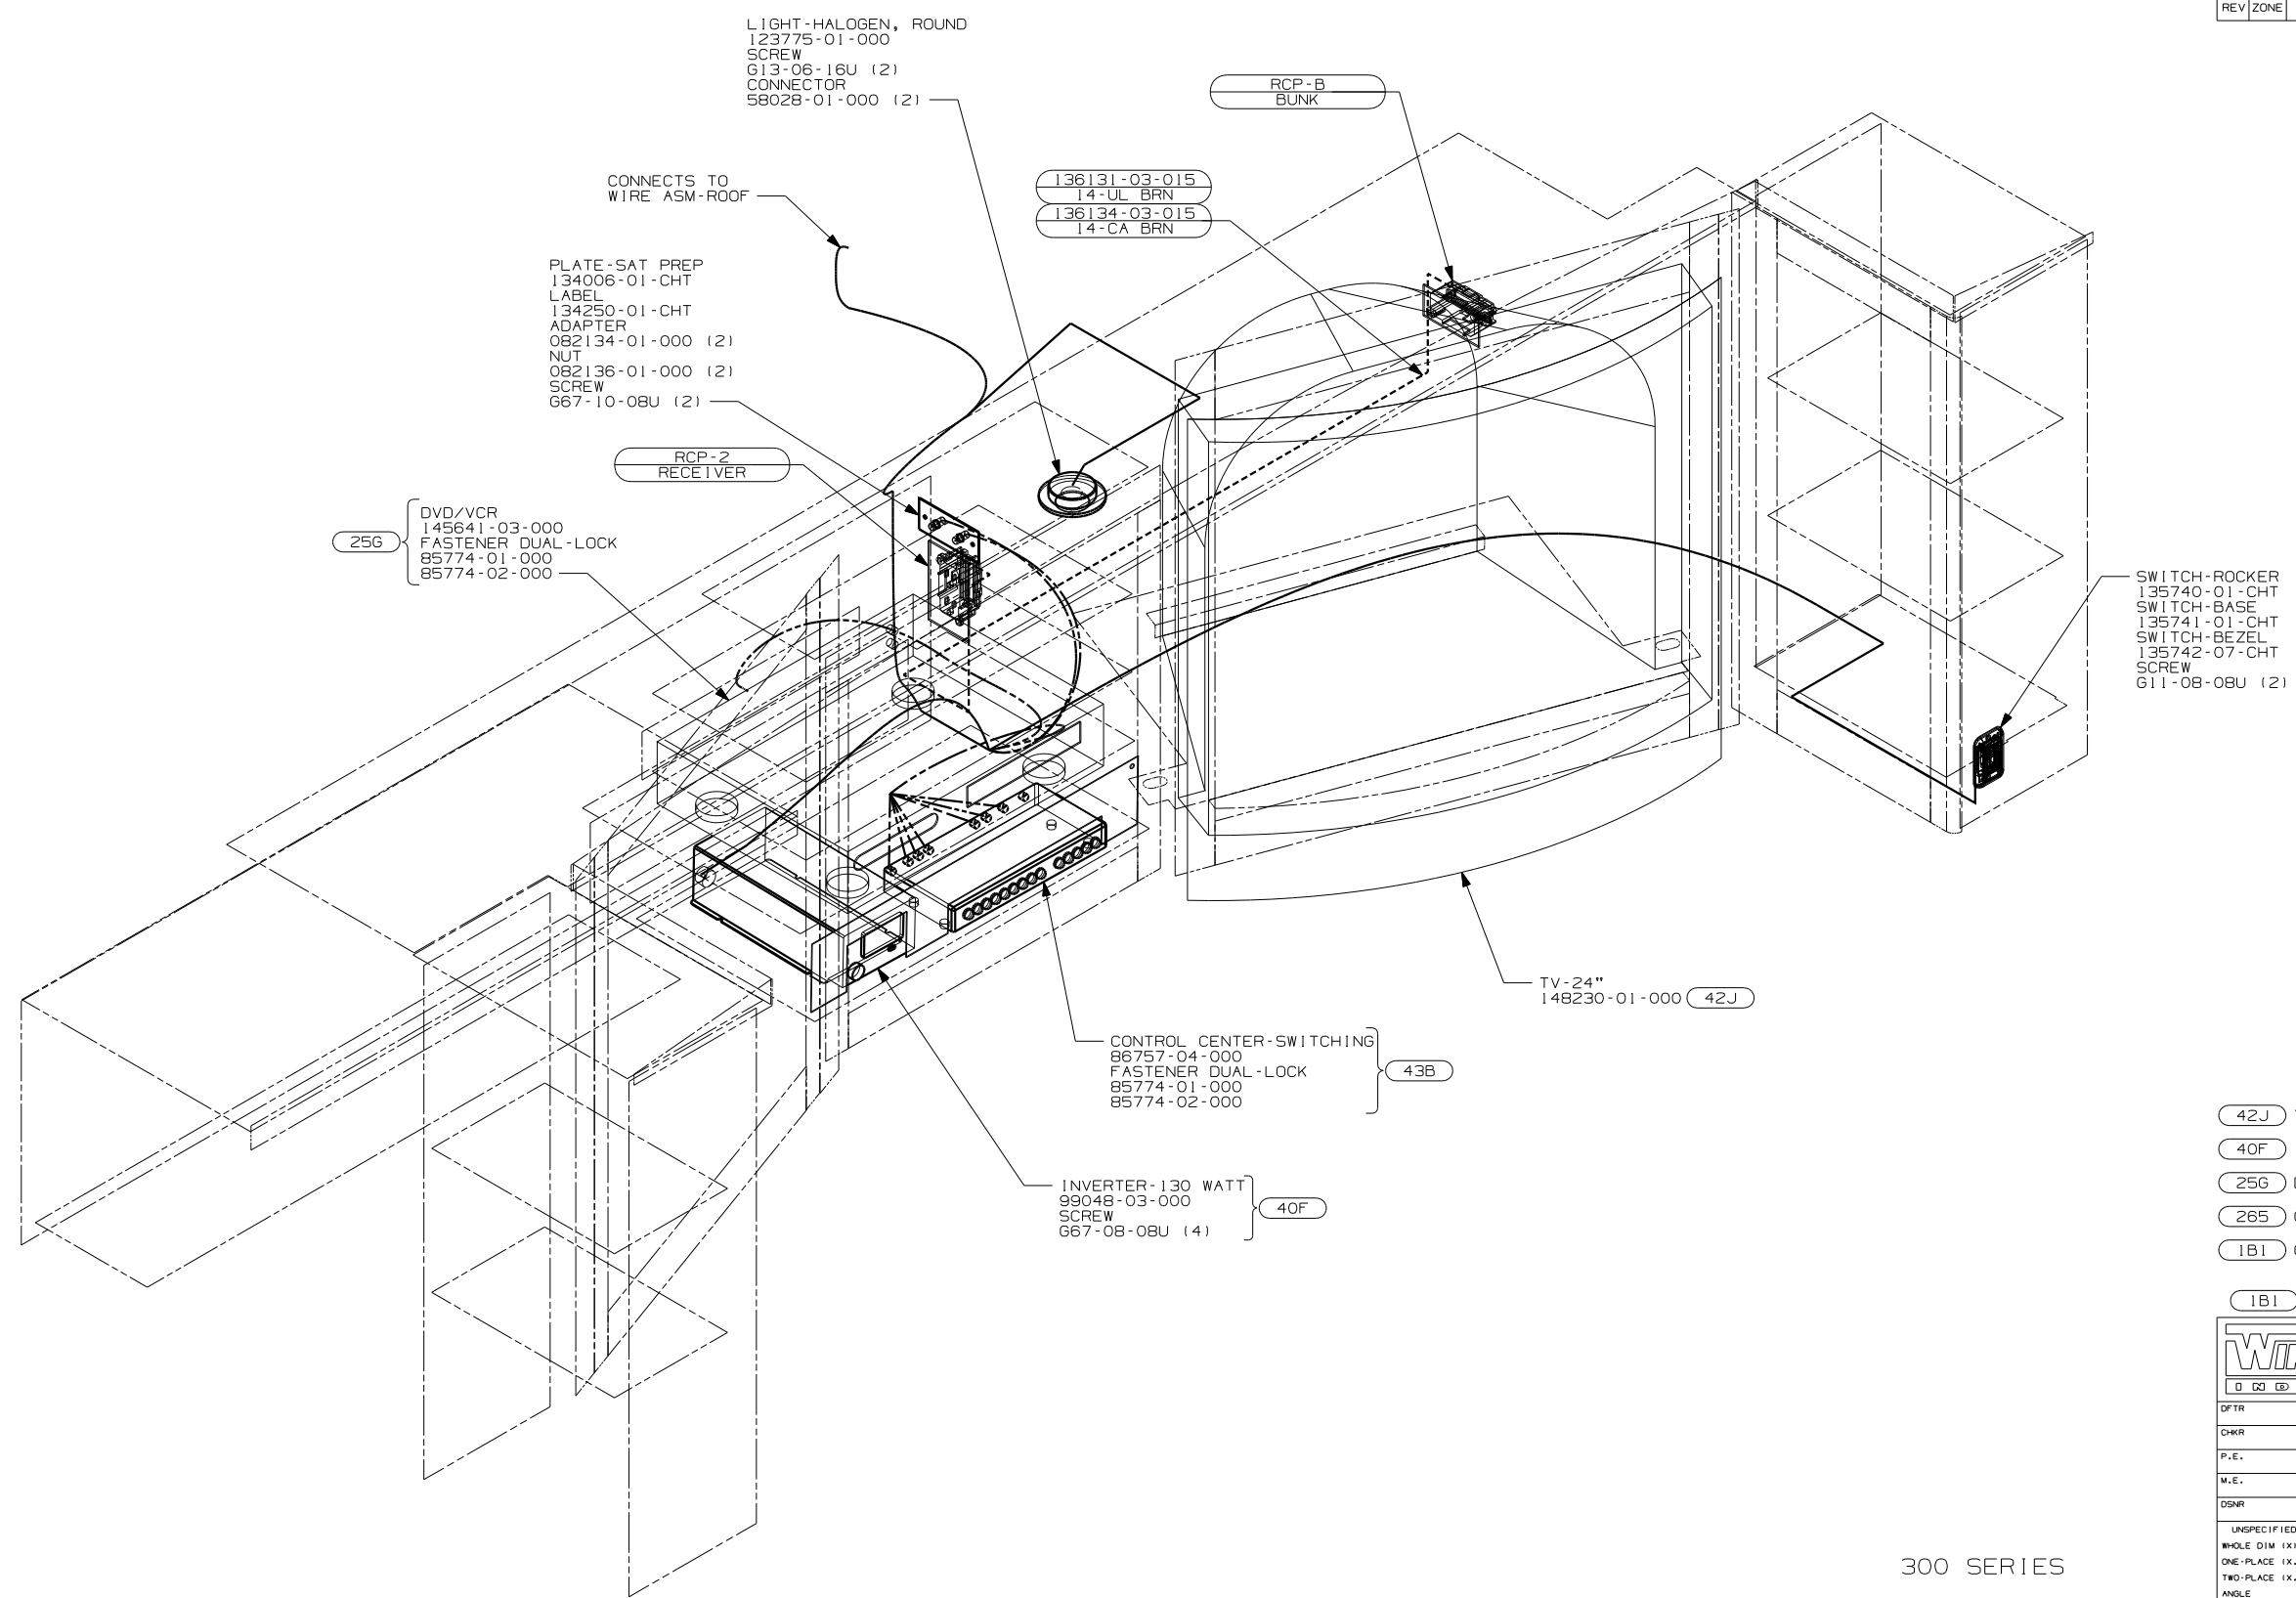 REV ZONE
LIGHT-HALOGEN, ROUND
123775-01-000
SCREW
G13-06-16U (2)
CONNECTOR
58028-01-000 (2)
RCP-B
BUNK
CONNECTS TO
WIRE ASM-ROOF
136131-03-015
14-UL BRN
136134-03-015
14-CA BRN
PLATE-SAT PREP
134006-01-CHT
LABEL
134250-01-CHT
ADAPTER
082134-01-000 (2)
NUT
082136-01-000 (2)
SCREW
G67-10-08U (2)
RCP-2
RECEIVER
25G
DVD/VCR
145641-03-000
FASTENER DUAL-LOCK
85774-01-000
85774-02-000
SWITCH-ROCKER
135740-01-CHT
SWITCH-BASE
135741-01-CHT
SWITCH-BEZEL
135742-07-CHT
SCREW
G11-08-08U (2)
TV-24"
148230-01-000 42J
CONTROL CENTER-SWITCHING
86757-04-000
FASTENER DUAL-LOCK
85774-01-000
85774-02-000
43B
INVERTER-130 WATT
99048-03-000
SCREW
G67-08-08U (4)
40F
42J
40F
25G
265
1B1
1B1
DFTR
CHKR
P.E.
M.E.
DSNR
UNSPECIFIED
WHOLE DIM (X)
ONE-PLACE (X.
TWO-PLACE (X.
ANGLE
300 SERIES